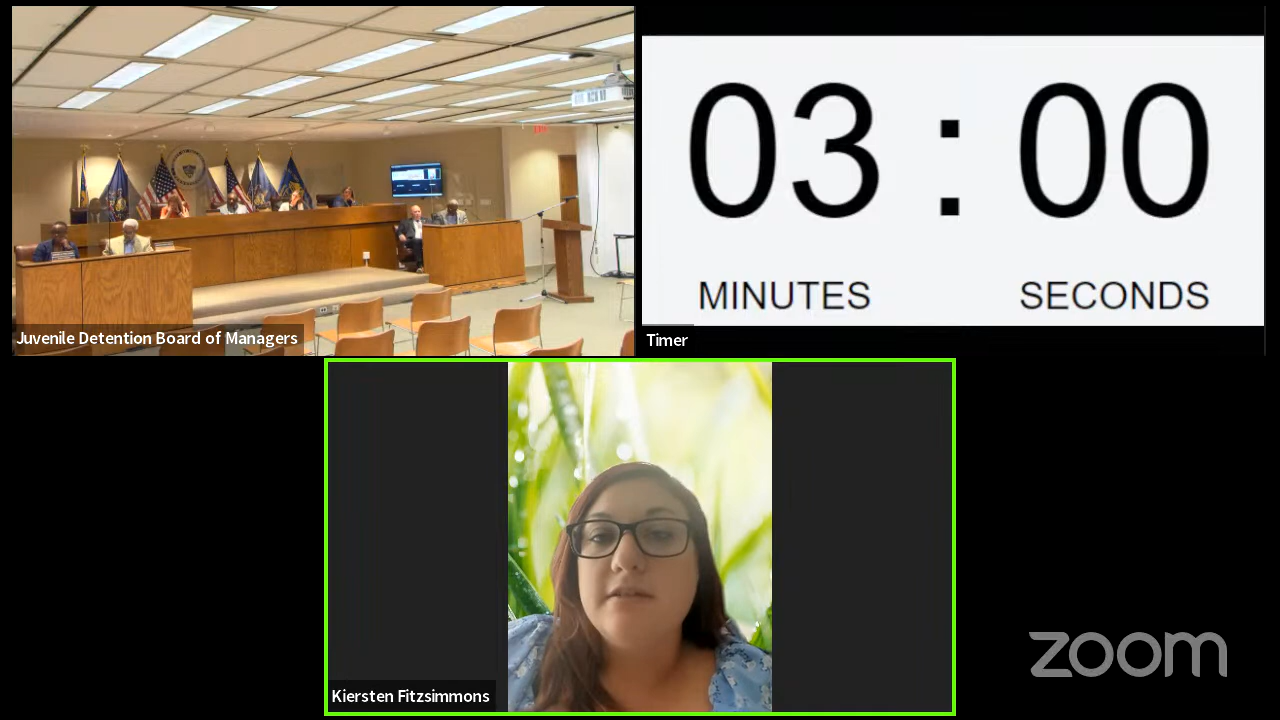 03 : 00
MINUTES SECONDS
Juvenile Detention Board of Managers
Timer
Kiersten Fitzsimmons
zoom